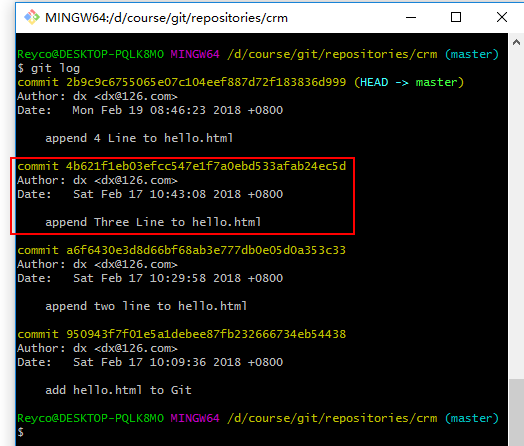 MINGW64:/d/course/git/repositories/crm
Reyco@DESKTOP-PQLK8MO MINGW64 /d/course/git/repositories/crm (master)
$ git log
commit 2b9c9c6755065e07c104eef887d72f183836d999 (HEAD -> master)
Author: dx <dx@126.com>
Date:   Mon Feb 19 08:46:23 2018 +0800
append 4 Line to hello.html
commit 4b621f1eb03efcc547e1f7a0ebd533afab24ec5d
Author: dx <dx@126.com>
Date:   Sat Feb 17 10:43:08 2018 +0800
append Three Line to hello.html
commit a6f6430e3d8d66bf68ab3e777db0e05d0a353c33
Author: dx <dx@126.com>
Date:   Sat Feb 17 10:29:58 2018 +0800
append two line to hello.html
commit 950943f7f01e5a1debee87fb232666734eb54438
Author: dx <dx@126.com>
Date:   Sat Feb 17 10:09:36 2018 +0800
add hello.html to Git
Reyco@DESKTOP-PQLK8MO MINGW64 /d/course/git/repositories/crm (master)
$